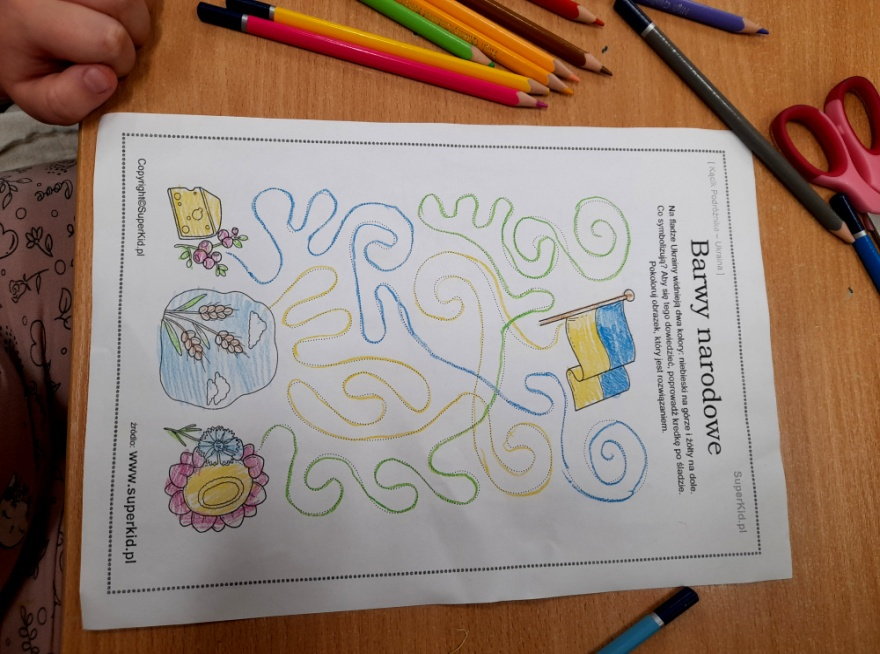 [ Kącik Podróżnika – Ukraina ]
SuperKid.pl
Barwy narodowe
Na fladze Ukrainy widnieją dwa kolory: niebieski na górze i żółty na dole.
Co symbolizują? Aby się tego dowiedzieć, poprowadź kredkę po śladzie.
Pokoloruj obrazek, który jest rozwiązaniem.
Copyright©SuperKid.pl
źródło: www.superkid.pl